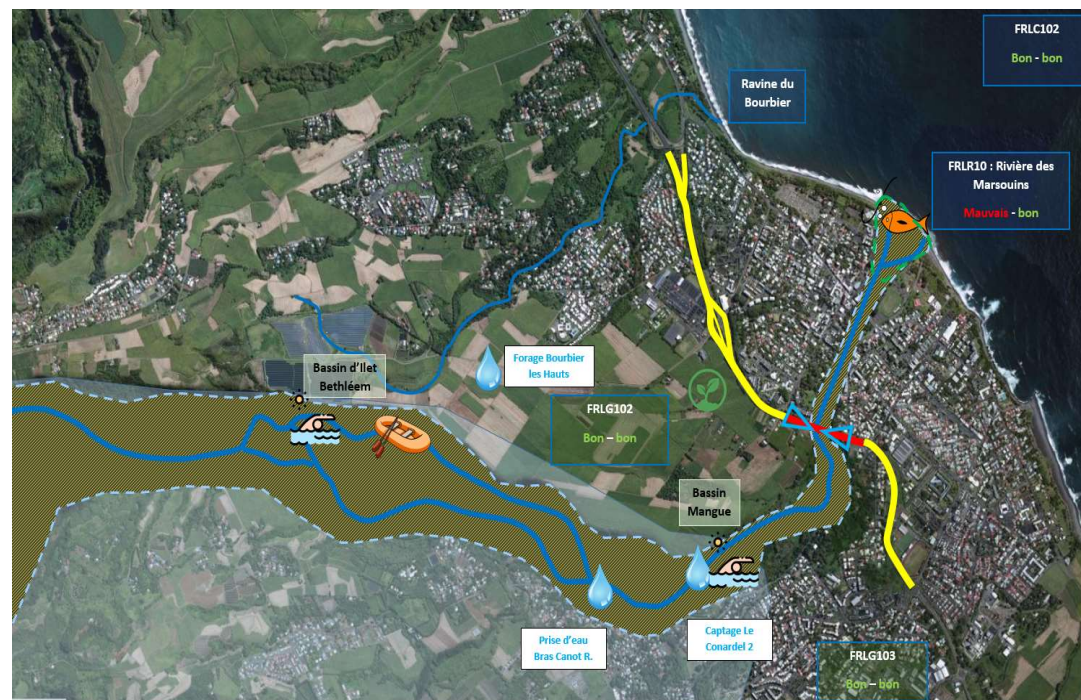 FRLC102
Bon - bon
Ravine du
Bourbier
FRLR10 : Rivière des
Marsouins
Mauvais - bon
Bassin d'Ilet
Bethléem
Forage Bourbier
les Hauts
FRLG102
Bon – bon
Bassin
Mangue
Prise d'eau
Bras Canot R.
Captage Le
Conardel 2
FRLG103
Bon – bon